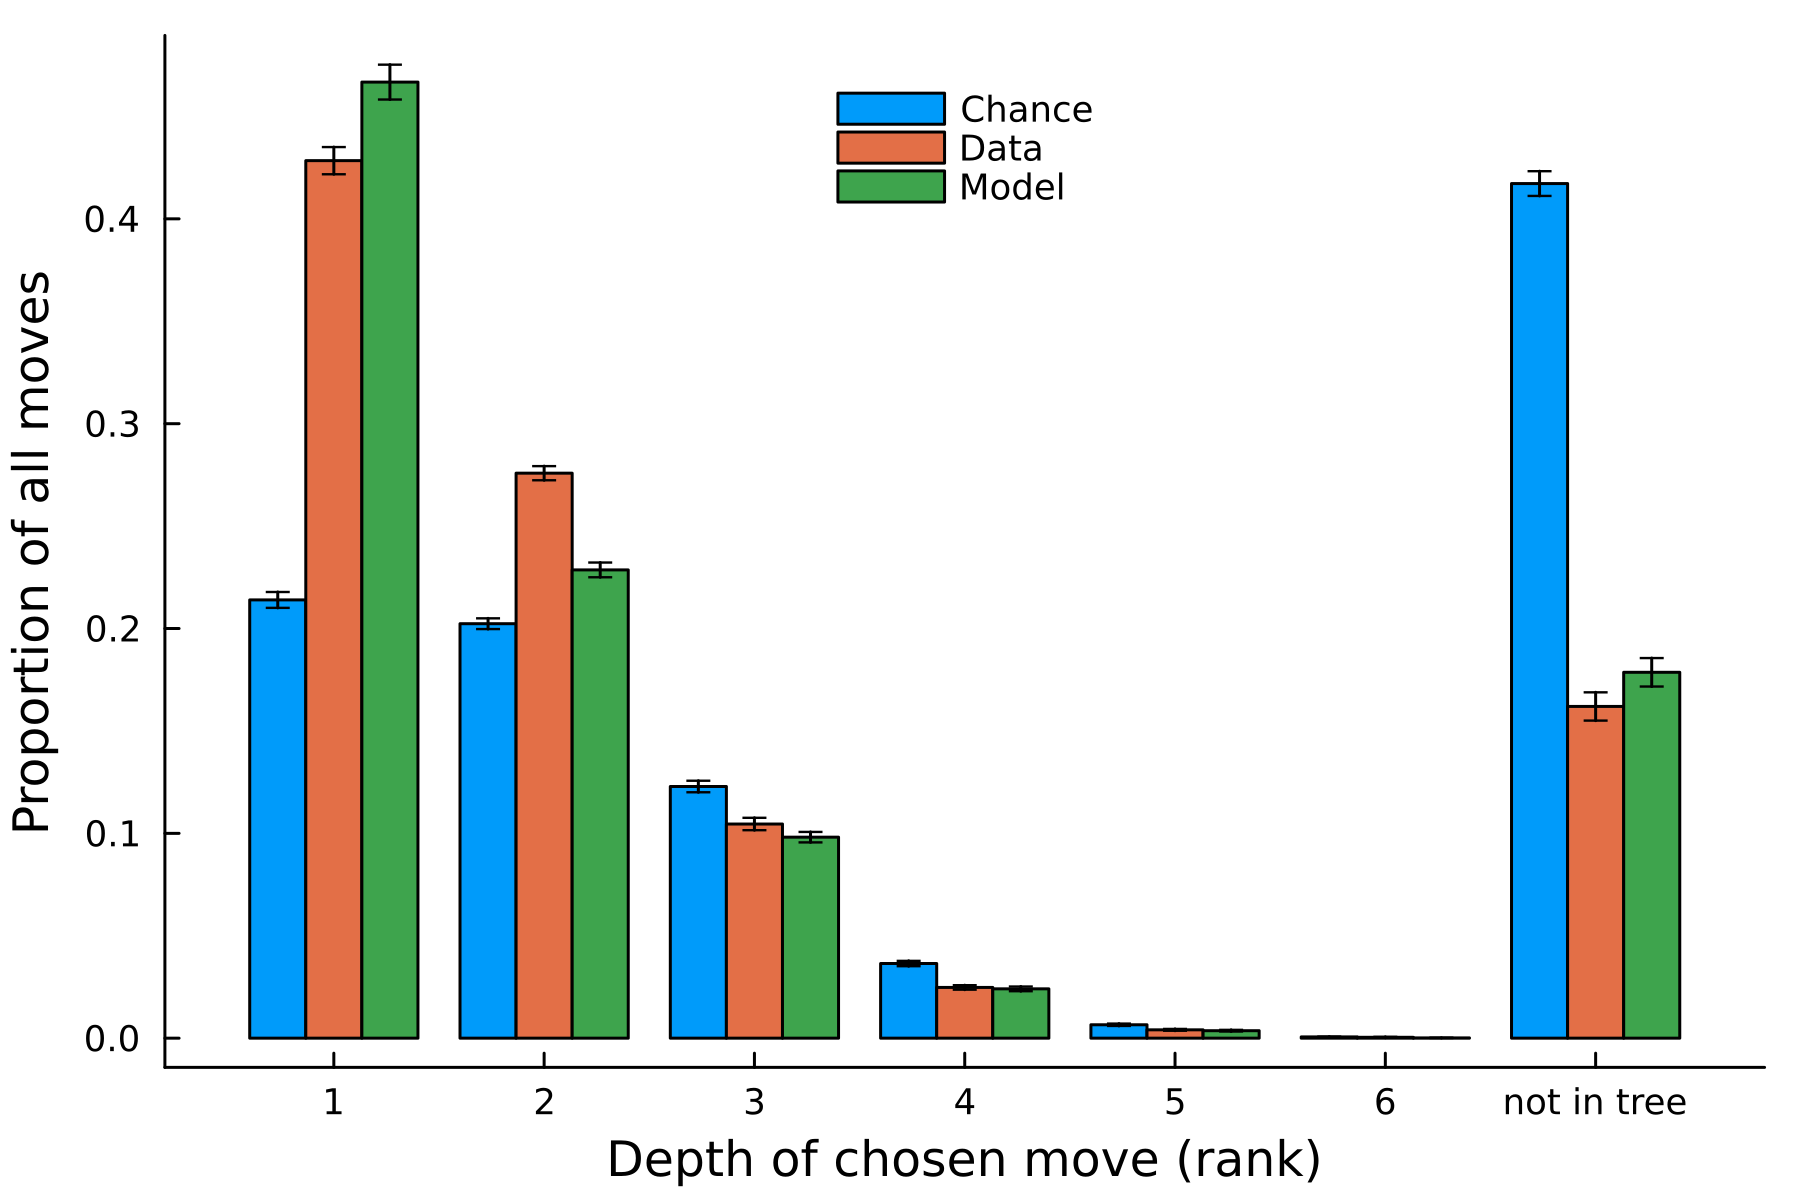 Chance
Data
Model
Proportion of all moves
0.4
0.3
0.2
0.1
0.0
1 2 3 4 5 6 not in tree
Depth of chosen move (rank)